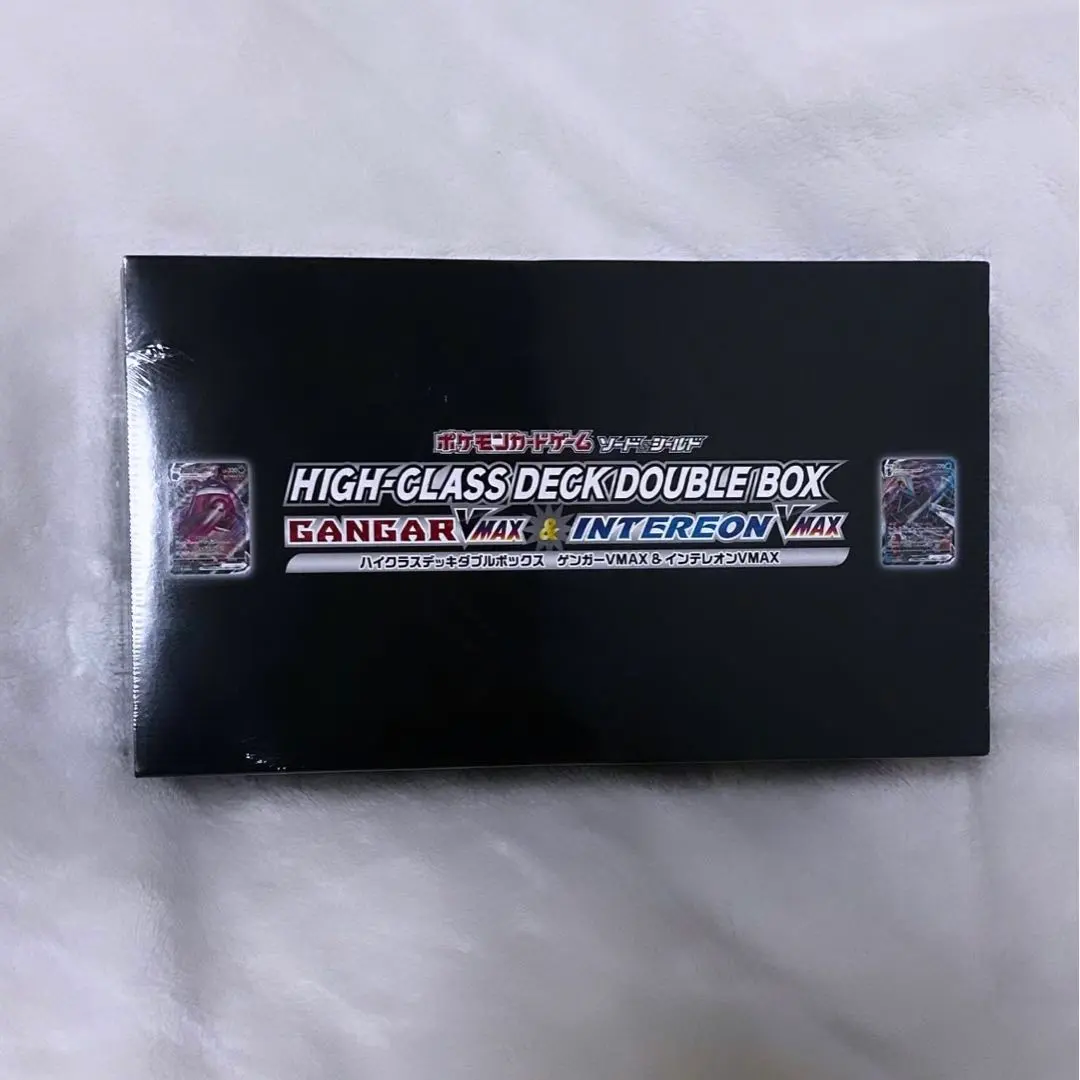 ポケモンカードゲーム ソード&シールド
HIGH-CLASS DECK DOUBLE BOX
GANGAR VMAX & INTEREON VMAX
ハイクラスデッキダブルボックス ゲンガーVMAX & インテレオンVMAX